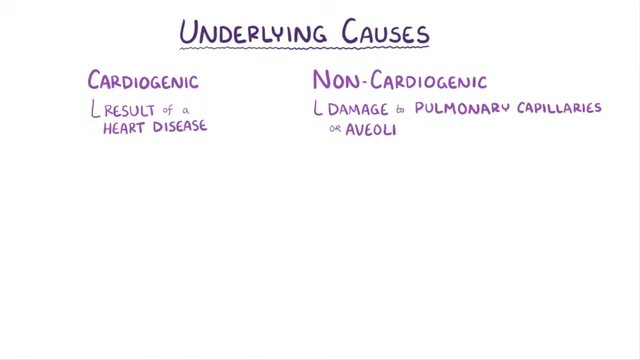 UNDERLYING CAUSES
CARDIOGENIC
L RESULT of a
HEART DISEASE
NON-CARDIOGENIC
L DAMAGE to PULMONARY CAPILLARIES
or AVEOLI